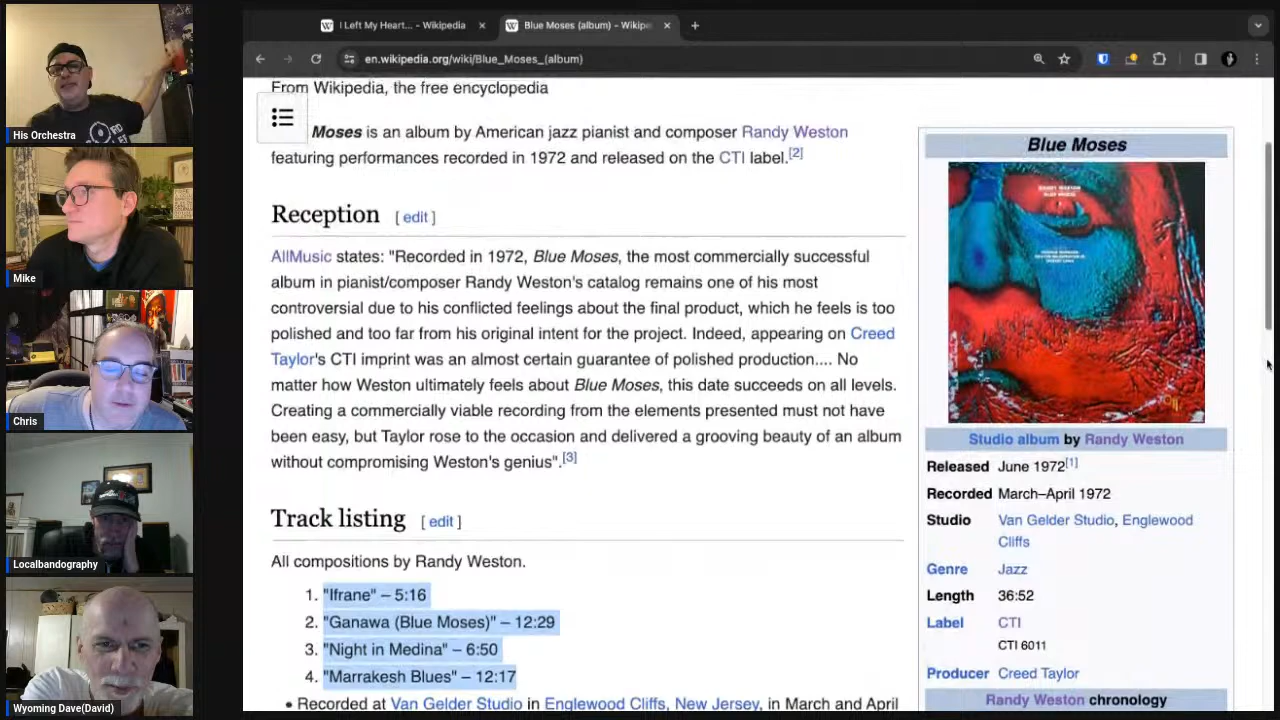 His Orchestra
Mike
Chris
Localbandography
Wyoming Dave(David)
I Left My Heart... – Wikipedia
Blue Moses (album) – Wikipe
en.wikipedia.org/wiki/Blue_Moses_(album)
From Wikipedia, the free encyclopedia
Moses is an album by American jazz pianist and composer Randy Weston
featuring performances recorded in 1972 and released on the CTI label.[2]
Reception [ edit ]
AllMusic states: "Recorded in 1972, Blue Moses, the most commercially successful
album in pianist/composer Randy Weston's catalog remains one of his most
controversial due to his conflicted feelings about the final product, which he feels is too
polished and too far from his original intent for the project. Indeed, appearing on Creed
Taylor's CTI imprint was an almost certain guarantee of polished production.... No
matter how Weston ultimately feels about Blue Moses, this date succeeds on all levels.
Creating a commercially viable recording from the elements presented must not have
been easy, but Taylor rose to the occasion and delivered a grooving beauty of an album
without compromising Weston's genius".[3]
Track listing [ edit ]
All compositions by Randy Weston.
1. "Ifrane" – 5:16
2. "Ganawa (Blue Moses)" – 12:29
3. "Night in Medina" – 6:50
4. "Marrakesh Blues" – 12:17
• Recorded at Van Gelder Studio in Englewood Cliffs, New Jersey, in March and April
Blue Moses
Studio album by Randy Weston
Released June 1972[1]
Recorded March–April 1972
Studio Van Gelder Studio, Englewood
Cliffs
Genre Jazz
Length 36:52
Label CTI
CTI 6011
Producer Creed Taylor
Randy Weston chronology